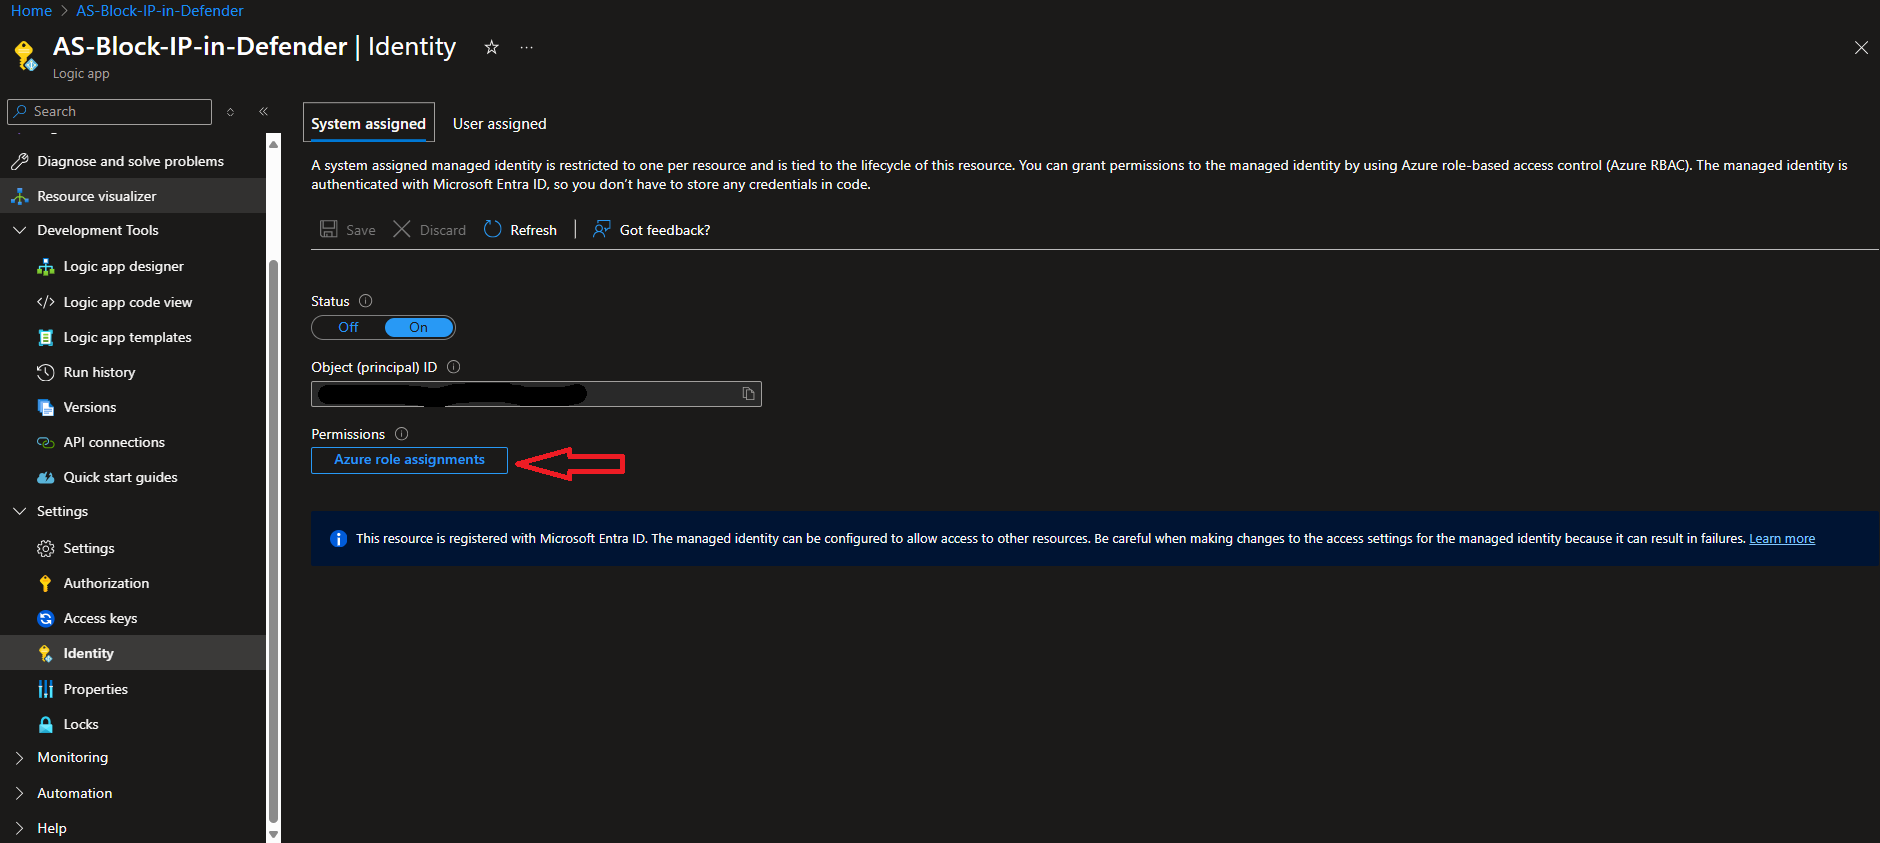 Home > AS-Block-IP-in-Defender
AS-Block-IP-in-Defender | Identity
Logic app
Search
Diagnose and solve problems
Resource visualizer
Development Tools
Logic app designer
Logic app code view
Logic app templates
Run history
Versions
API connections
Quick start guides
Settings
Settings
Authorization
Access keys
Identity
Properties
Locks
Monitoring
Automation
Help
System assigned User assigned
A system assigned managed identity is restricted to one per resource and is tied to the lifecycle of this resource. You can grant permissions to the managed identity by using Azure role-based access control (Azure RBAC). The managed identity is
authenticated with Microsoft Entra ID, so you don’t have to store any credentials in code.
Save Discard Refresh | Got feedback?
Status
Off On
Object (principal) ID
Permissions
Azure role assignments
This resource is registered with Microsoft Entra ID. The managed identity can be configured to allow access to other resources. Be careful when making changes to the access settings for the managed identity because it can result in failures. Learn more